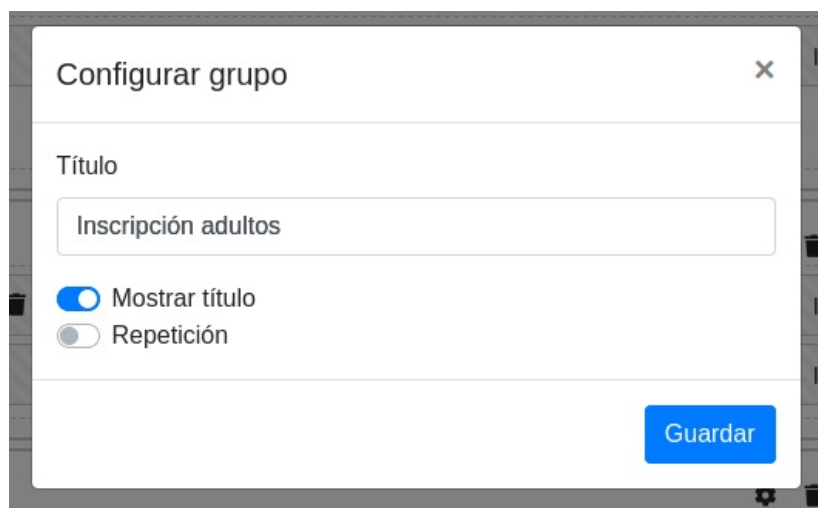 Configurar grupo
Título
Inscripción adultos
Mostrar título
Repetición
Guardar